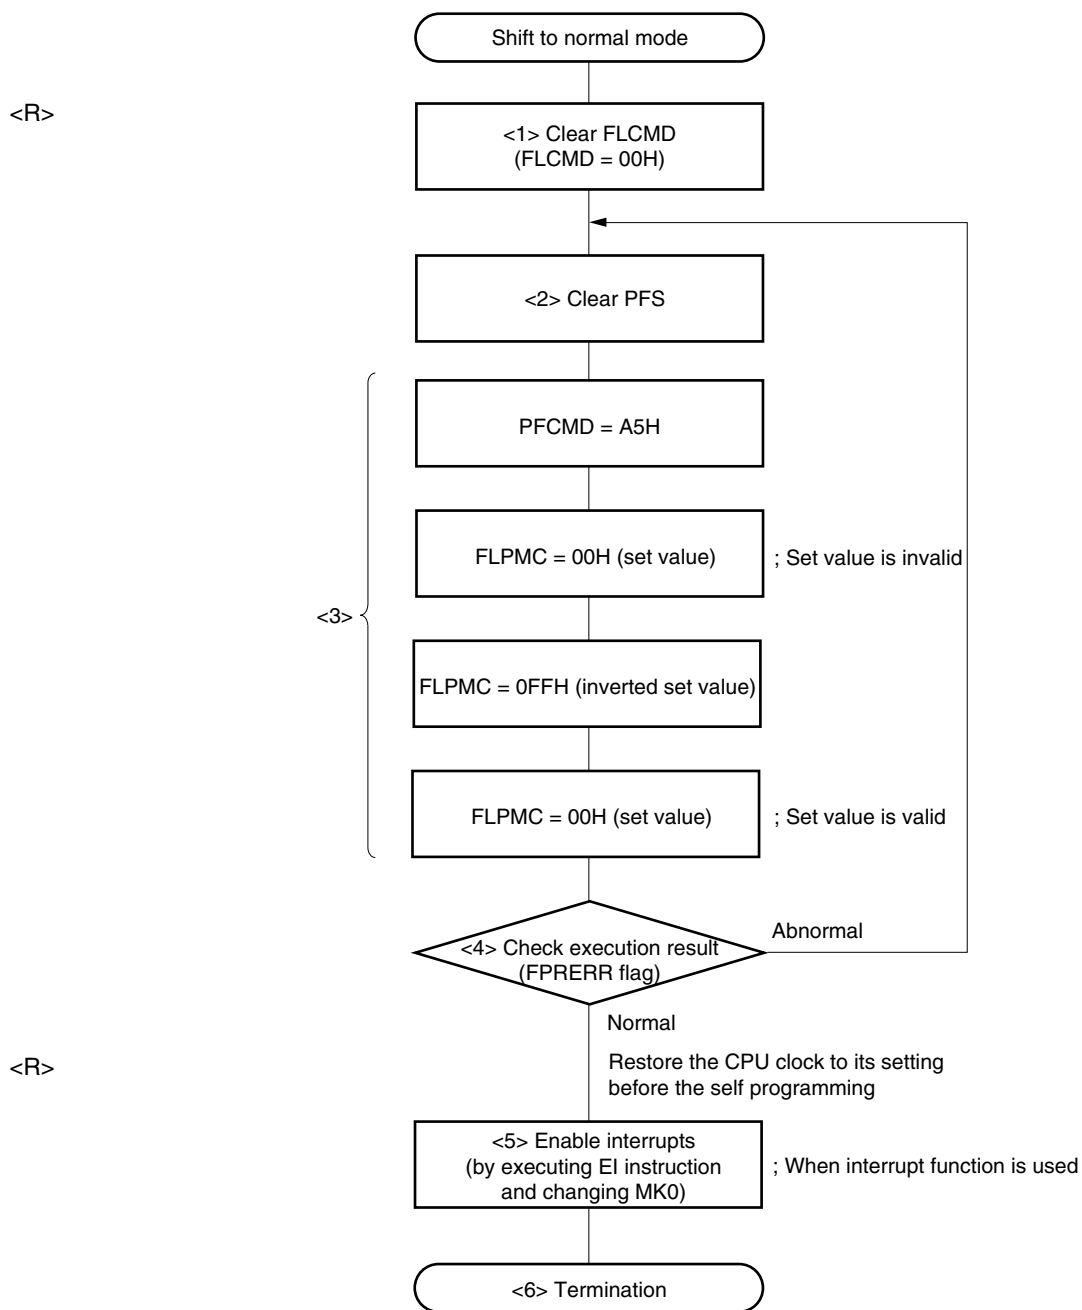 Shift to normal mode
<R>
<1> Clear FLCMD
(FLCMD = 00H)
<2> Clear PFS
PFCMD = A5H
FLPMC = 00H (set value)
; Set value is invalid
<3>
FLPMC = 0FFH (inverted set value)
FLPMC = 00H (set value)
; Set value is valid
<4> Check execution result
(FPRERR flag)
Abnormal
Normal
<R>
Restore the CPU clock to its setting
before the self programming
<5> Enable interrupts
(by executing EI instruction
and changing MK0)
; When interrupt function is used
<6> Termination